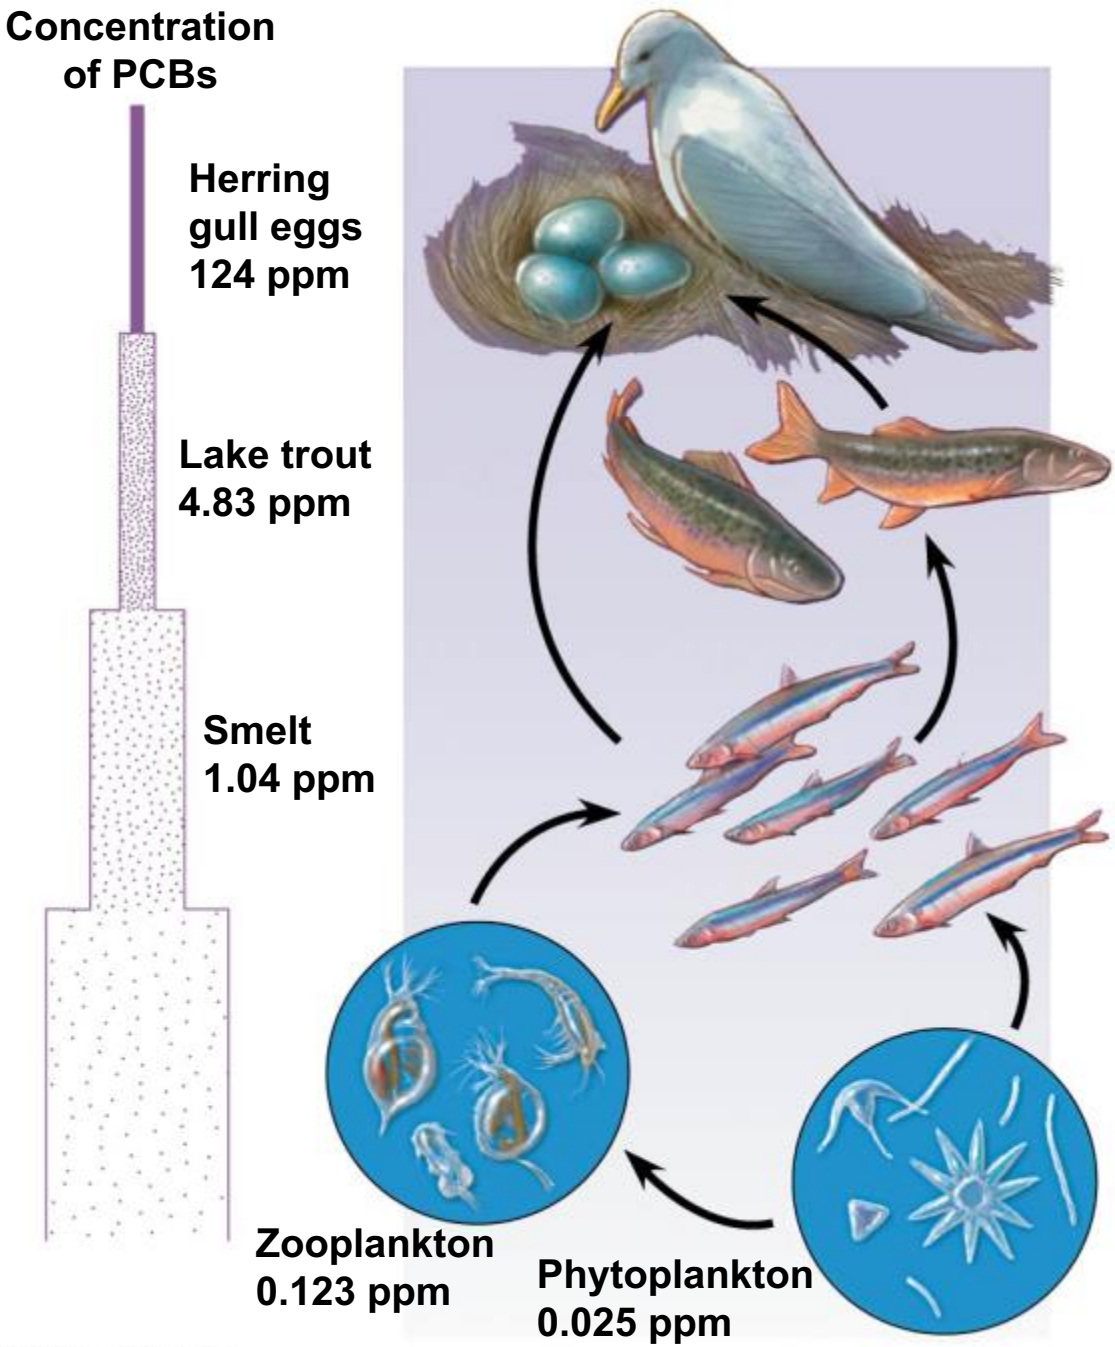 Concentration
of PCBs
Herring
gull eggs
124 ppm
Lake trout
4.83 ppm
Smelt
1.04 ppm
Zooplankton
0.123 ppm
Phytoplankton
0.025 ppm